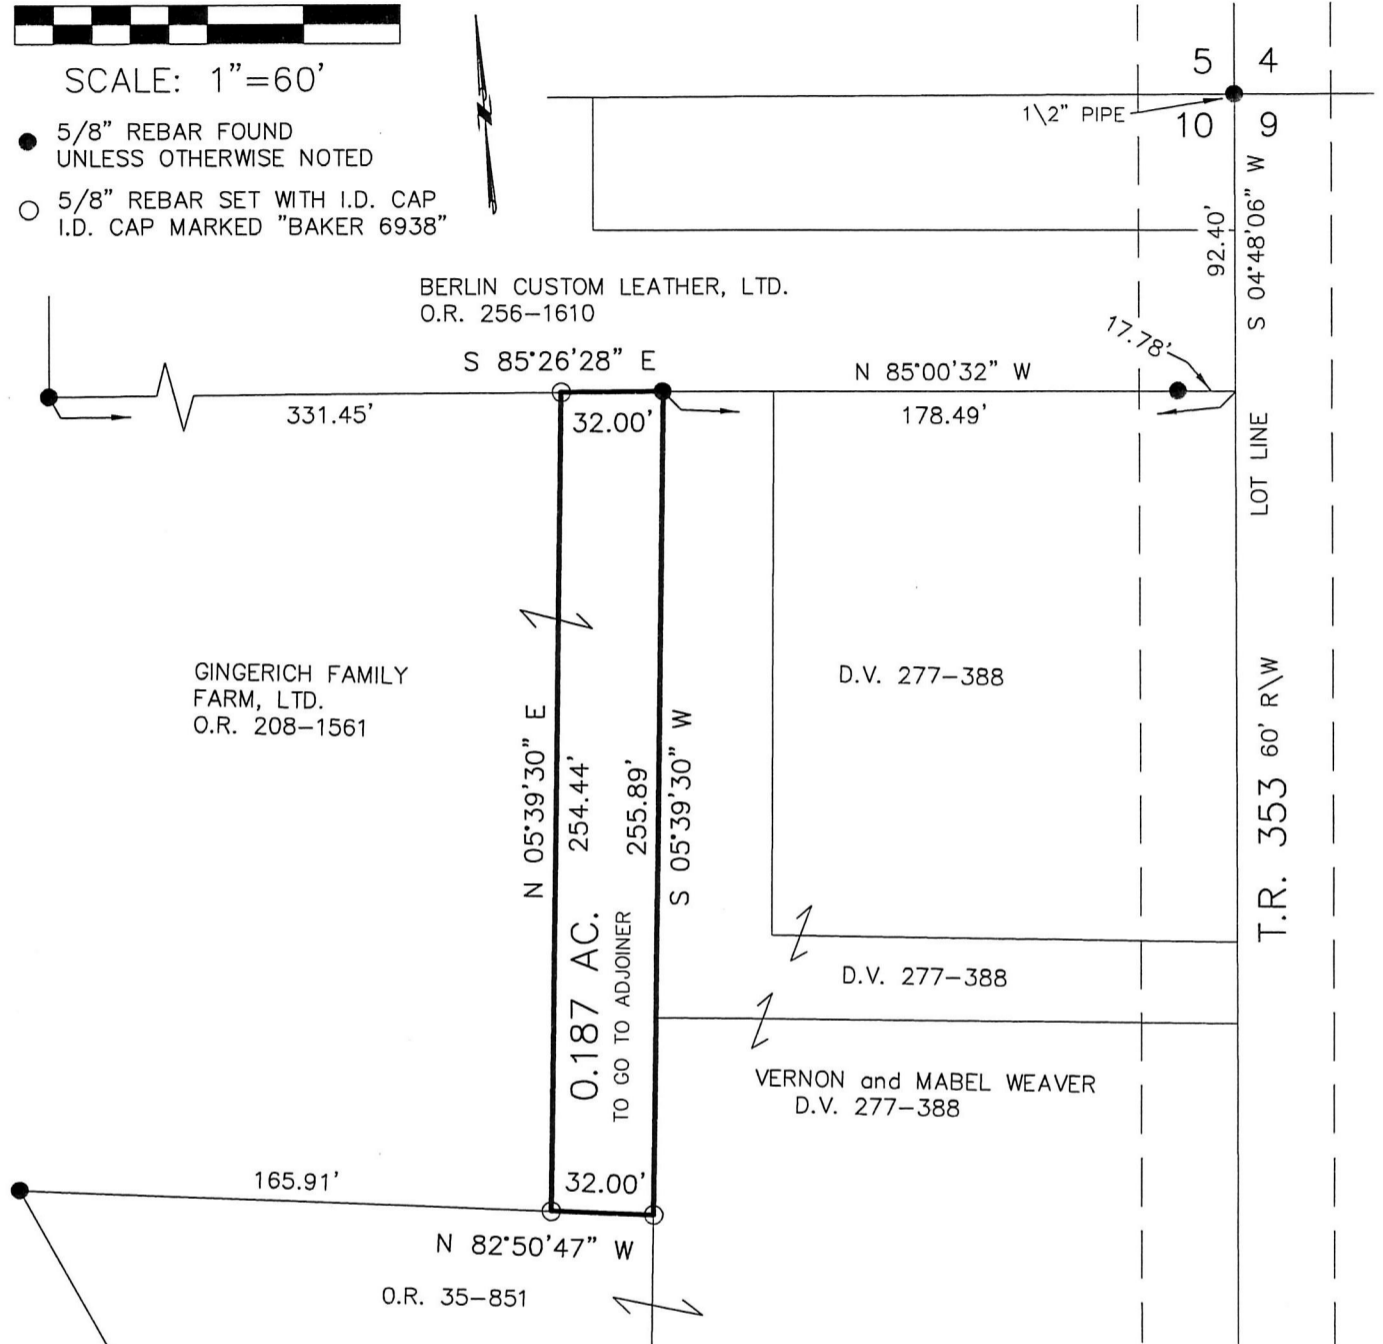 SCALE: 1"=60'
5/8" REBAR FOUND
UNLESS OTHERWISE NOTED
5/8" REBAR SET WITH I.D. CAP
I.D. CAP MARKED "BAKER 6938"
5 4
1\2" PIPE
10 9
92.40'
S 04°48'06" W
BERLIN CUSTOM LEATHER, LTD.
O.R. 256-1610
S 85°26'28" E
N 85°00'32" W
17.78'
331.45'
32.00'
178.49'
LOT LINE
GINGERICH FAMILY
FARM, LTD.
O.R. 208-1561
N 05°39'30" E
254.44'
255.89'
S 05°39'30" W
D.V. 277-388
T.R. 353 60' R\W
0.187 AC.
TO GO TO ADJOINER
D.V. 277-388
VERNON and MABEL WEAVER
D.V. 277-388
165.91'
32.00'
N 82°50'47" W
O.R. 35-851